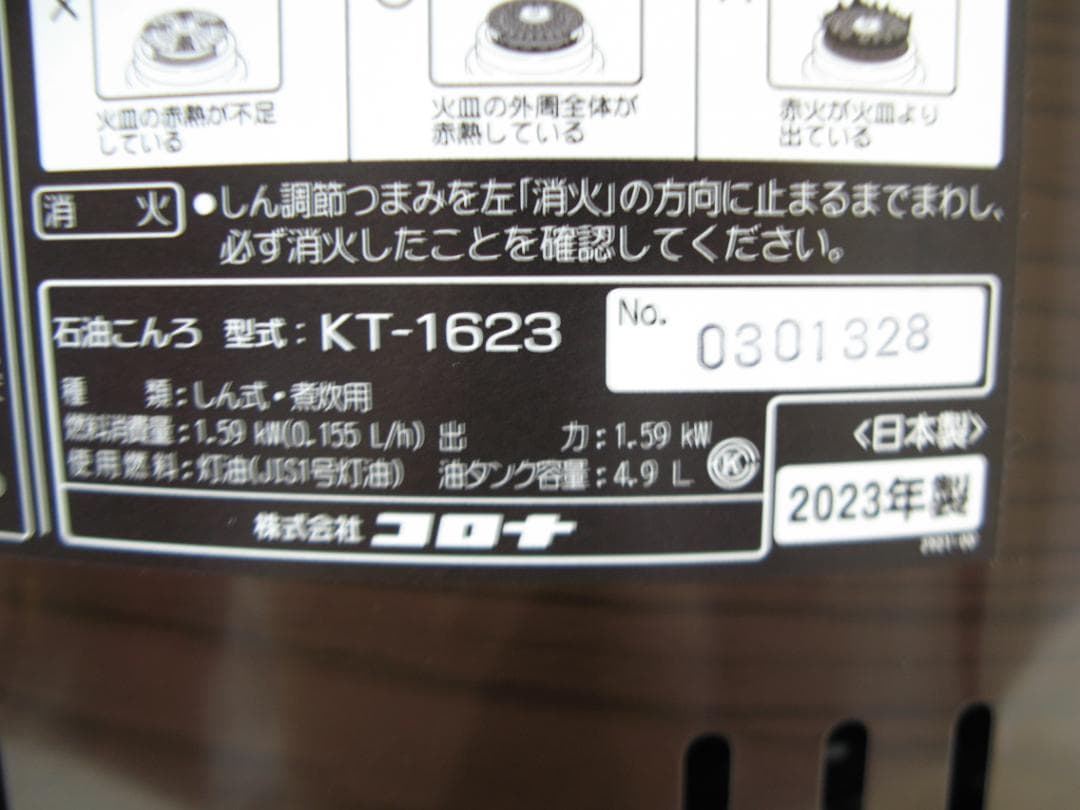 火皿の赤熱が不足
している
火皿の外周全体が
赤熱している
赤火が火皿より
出ている
消 火
●しん調節つまみを左「消火」の方向に止まるまでまわし、
必ず消火したことを確認してください。
石油こんろ 型式:KT-1623
No. 0301328
種 類:しん式・煮炊用
燃料消費量:1.59 kW(0.155 L/h) 出 力:1.59 kW
使用燃料:灯油(JIS1号灯油) 油タンク容量:4.9 L
<日本製>
2023年製
株式会社 コロナ